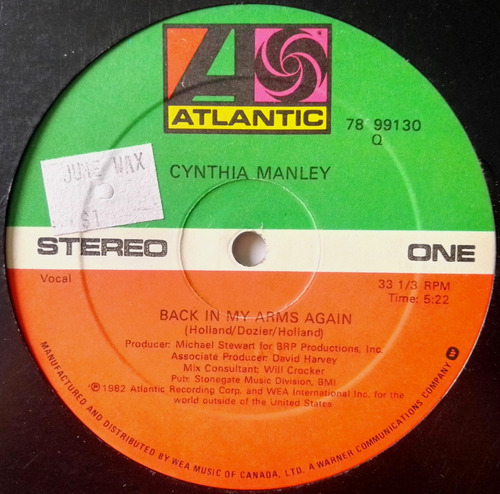 ATLANTIC
78 99130
Q
JUNE WAX
$1
CYNTHIA MANLEY
STEREO ONE
Vocal
33 1/3 RPM
Time: 5:22
BACK IN MY ARMS AGAIN
(Holland/Dozier/Holland)
Producer: Michael Stewart for BRP Productions, Inc.
Associate Producer: David Harvey
Mix Consultant: Will Crocker
Pub: Stonegate Music Division, BMI
℗1982 Atlantic Recording Corp. and WEA International Inc. for the
world outside of the United States
MANUFACTURED AND DISTRIBUTED BY WEA MUSIC OF CANADA, LTD. A WARNER COMMUNICATIONS COMPANY